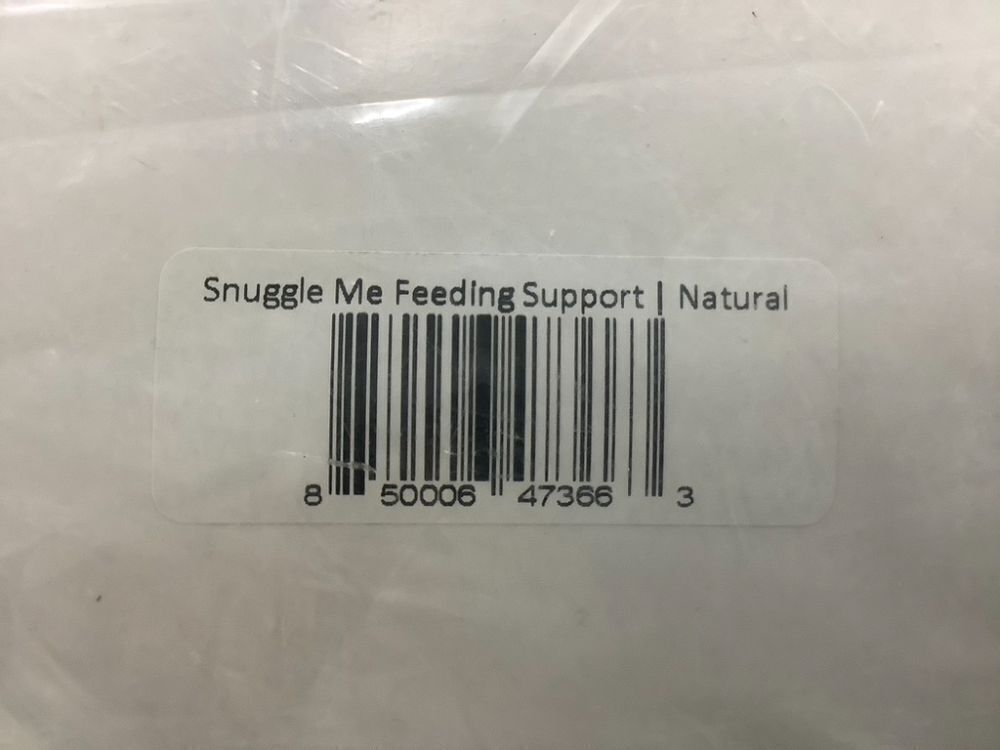 Snuggle Me Feeding Support | Natural
8 50006 47366 3